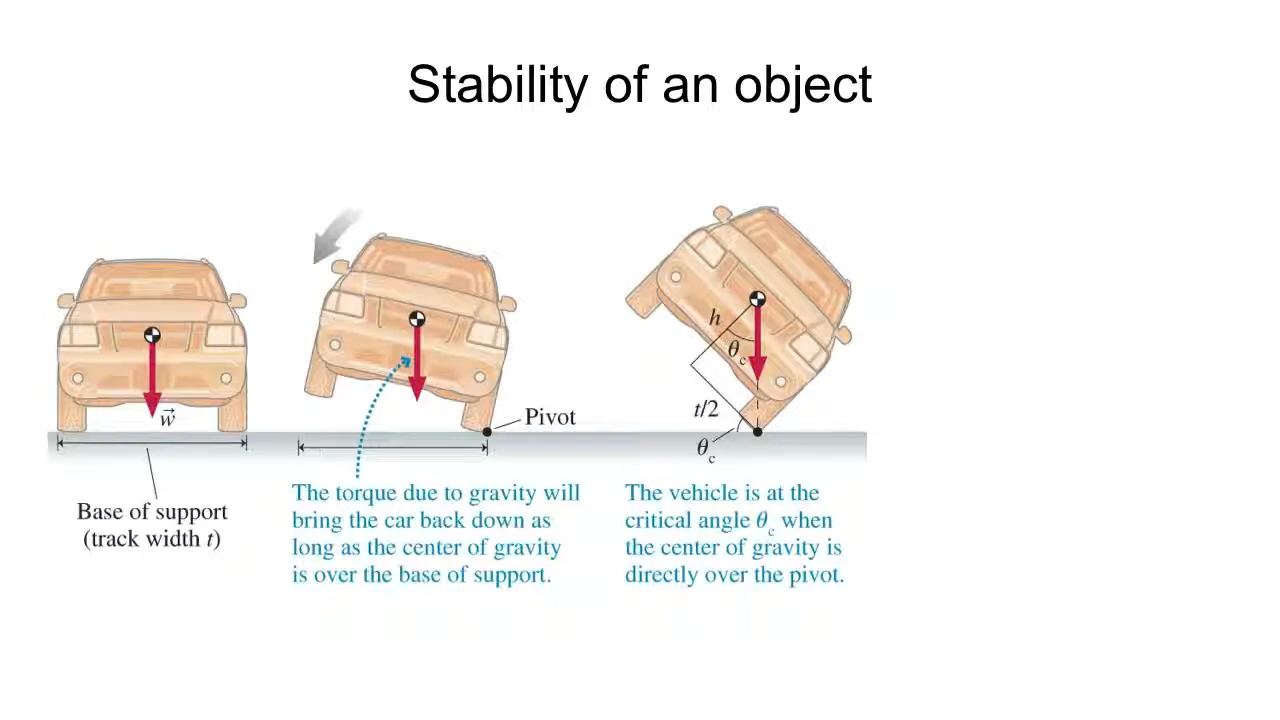 Stability of an object
w⃗
Base of support
(track width t)
Pivot
The torque due to gravity will
bring the car back down as
long as the center of gravity
is over the base of support.
h
θc
t/2
θc
The vehicle is at the
critical angle θc when
the center of gravity is
directly over the pivot.